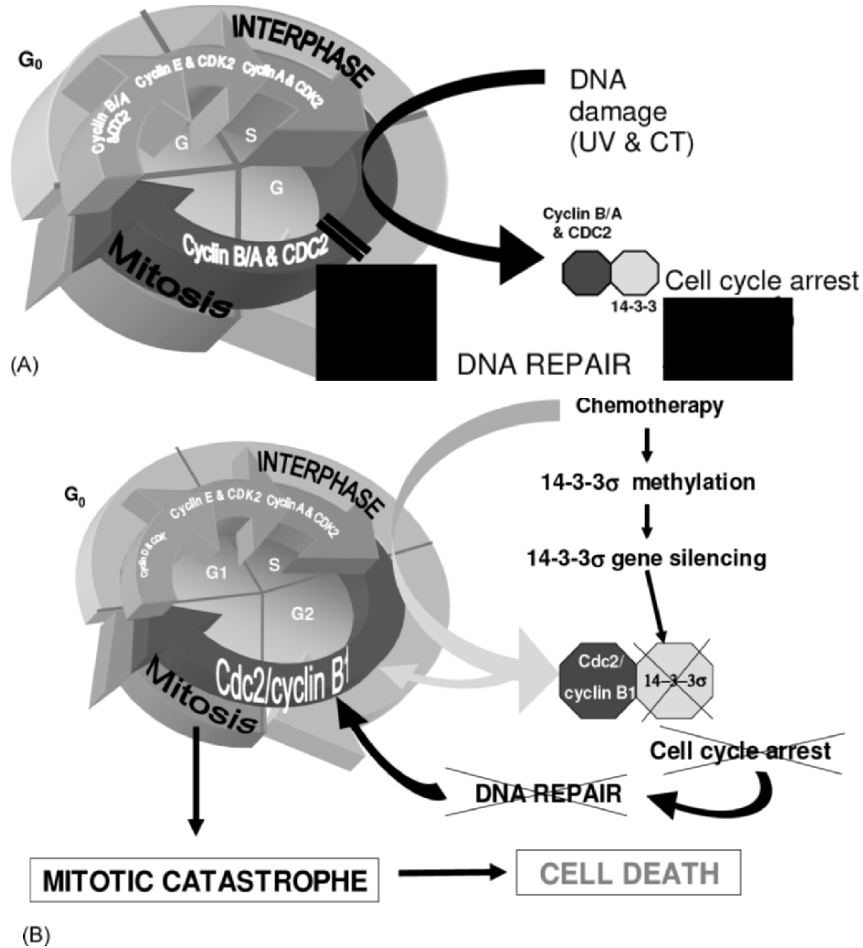 INTERPHASE
G₀
Cyclin E & CDK2
Cyclin A & CDK2
Cyclin B/A
& CDC2
G
S
G
Cyclin B/A & CDC2
Mitosis
DNA
damage
(UV & CT)
Cyclin B/A
& CDC2
14-3-3
Cell cycle arrest
DNA REPAIR
(A)
Chemotherapy
14-3-3σ methylation
14-3-3σ gene silencing
INTERPHASE
G₀
Cyclin E & CDK2
Cyclin A & CDK2
Cyclin D & CDK
G1
S
G2
Cdc2/cyclin B1
Mitosis
Cdc2/
cyclin B1
14-3-3σ
Cell cycle arrest
DNA REPAIR
MITOTIC CATASTROPHE
CELL DEATH
(B)